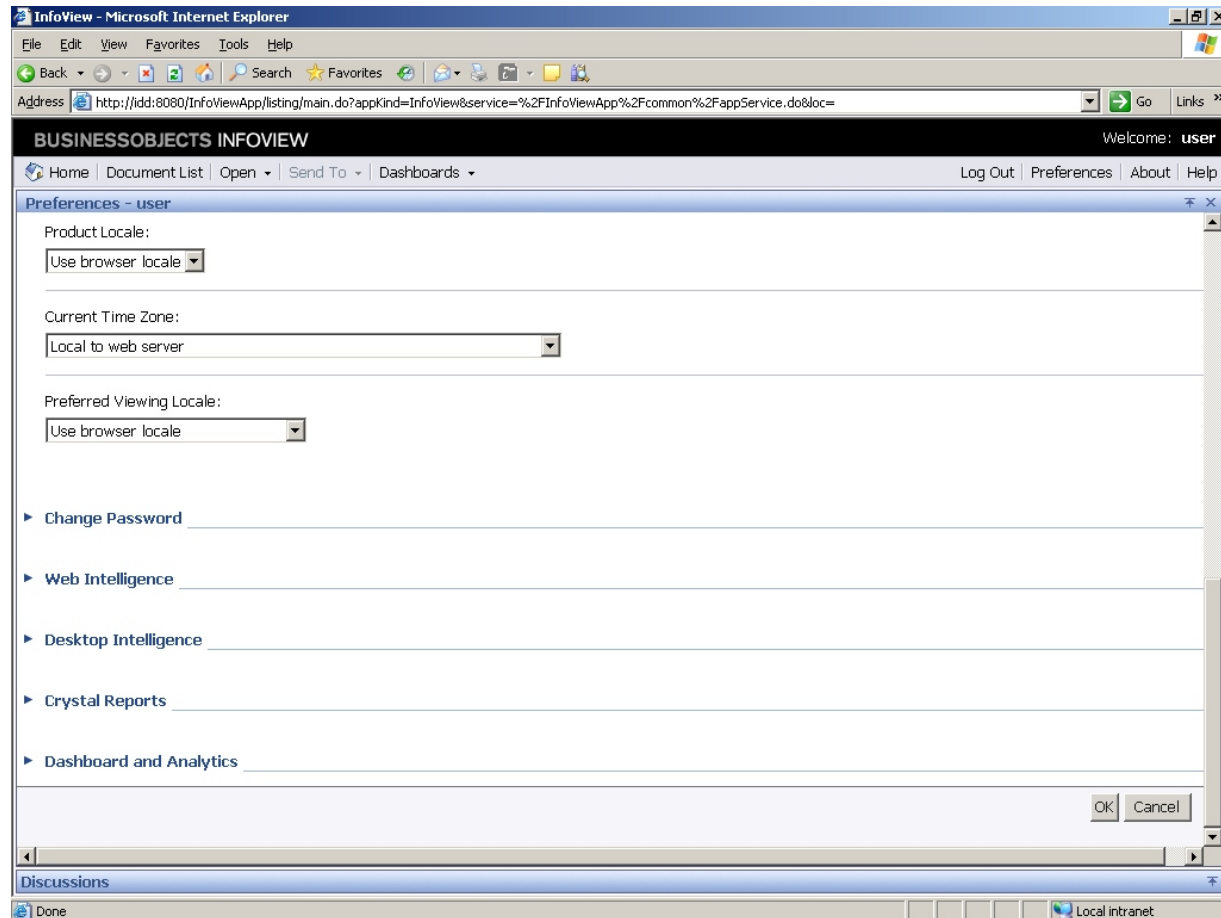 InfoView - Microsoft Internet Explorer
File Edit View Favorites Tools Help
Back Search Favorites
Address http://idd:8080/InfoViewApp/listing/main.do?appKind=InfoView&service=%2FInfoViewApp%2Fcommon%2FappService.do&loc= Go Links »
BUSINESSOBJECTS INFOVIEW Welcome: user
Home | Document List | Open | Send To | Dashboards Log Out | Preferences | About | Help
Preferences - user
Product Locale:
Use browser locale
Current Time Zone:
Local to web server
Preferred Viewing Locale:
Use browser locale
Change Password
Web Intelligence
Desktop Intelligence
Crystal Reports
Dashboard and Analytics
OK Cancel
Discussions
Done Local intranet